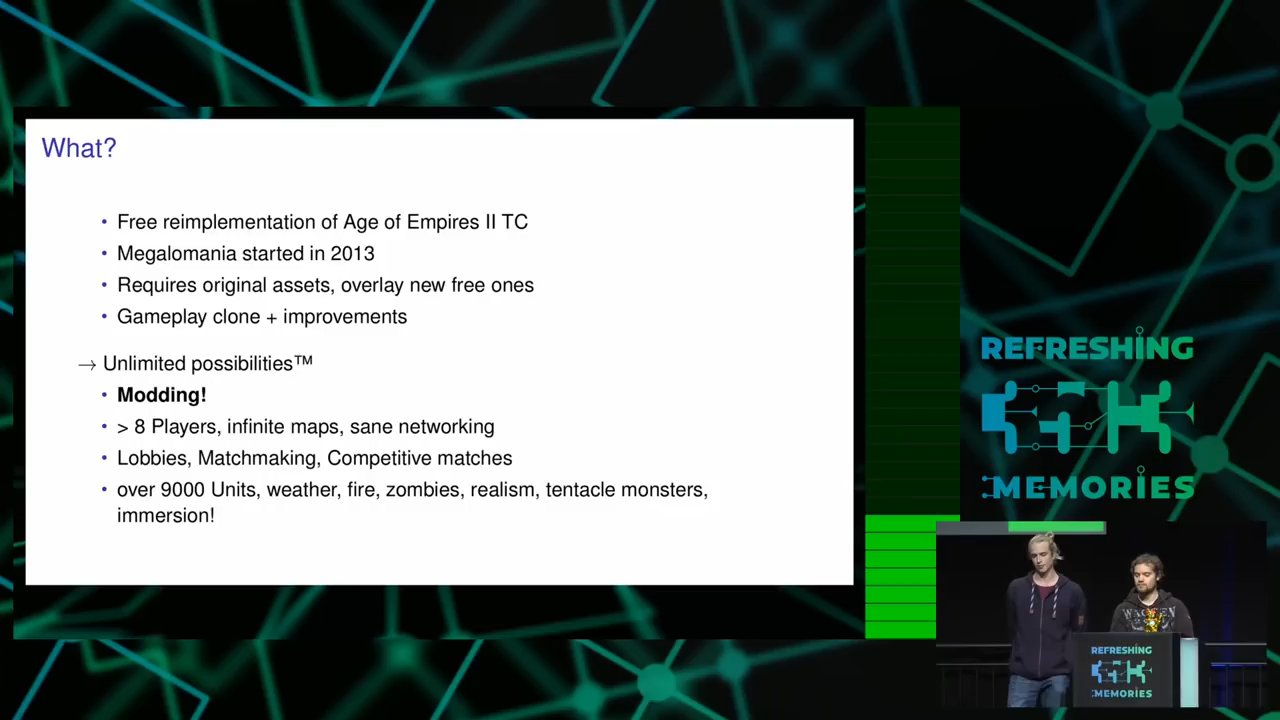 What?
• Free reimplementation of Age of Empires II TC
• Megalomania started in 2013
• Requires original assets, overlay new free ones
• Gameplay clone + improvements
→ Unlimited possibilities™
• Modding!
• > 8 Players, infinite maps, sane networking
• Lobbies, Matchmaking, Competitive matches
• over 9000 Units, weather, fire, zombies, realism, tentacle monsters,
immersion!
REFRESHING
MEMORIES
REFRESHING
MEMORIES